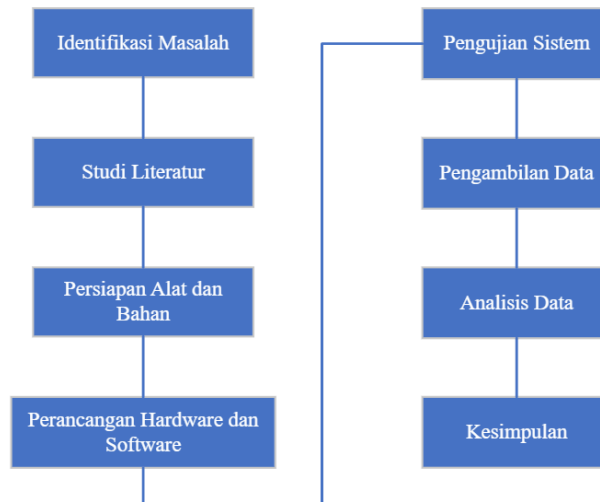 Identifikasi Masalah
Studi Literatur
Persiapan Alat dan
Bahan
Perancangan Hardware dan
Software
Pengujian Sistem
Pengambilan Data
Analisis Data
Kesimpulan